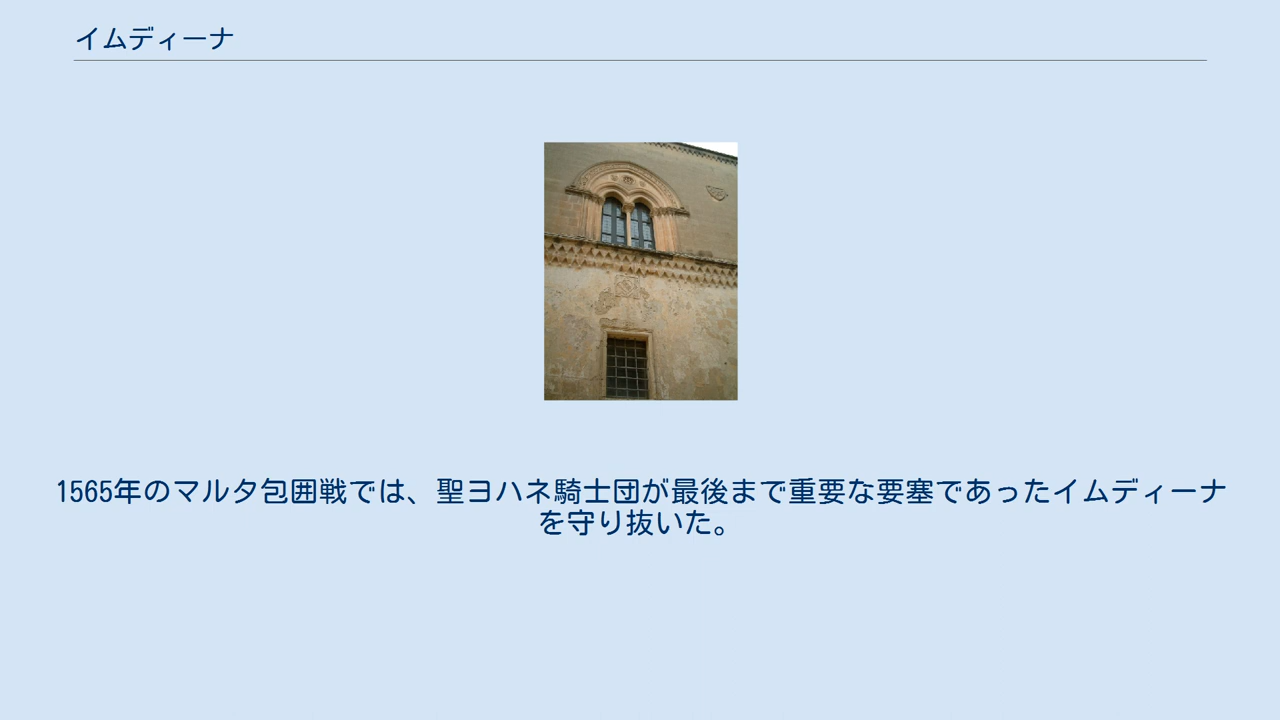 イムディーナ
1565年のマルタ包囲戦では、聖ヨハネ騎士団が最後まで重要な要塞であったイムディーナ
を守り抜いた。